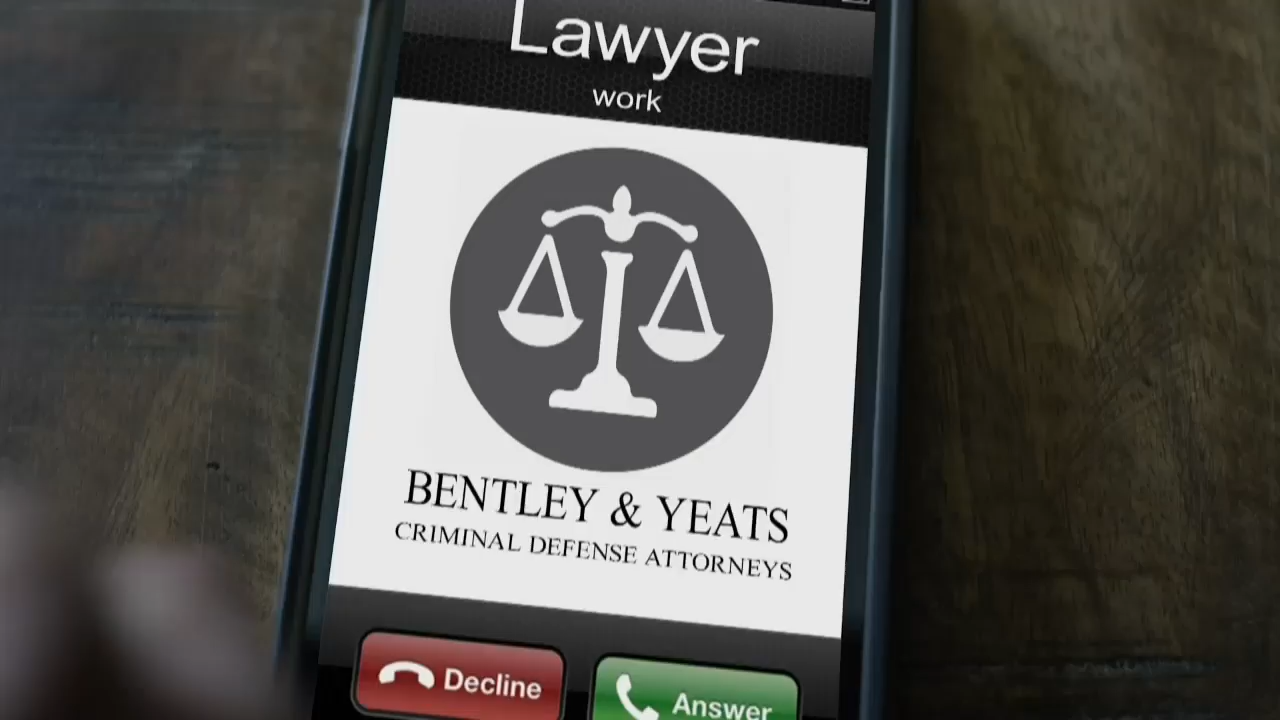 Lawyer
work
BENTLEY & YEATS
CRIMINAL DEFENSE ATTORNEYS
Decline
Answer